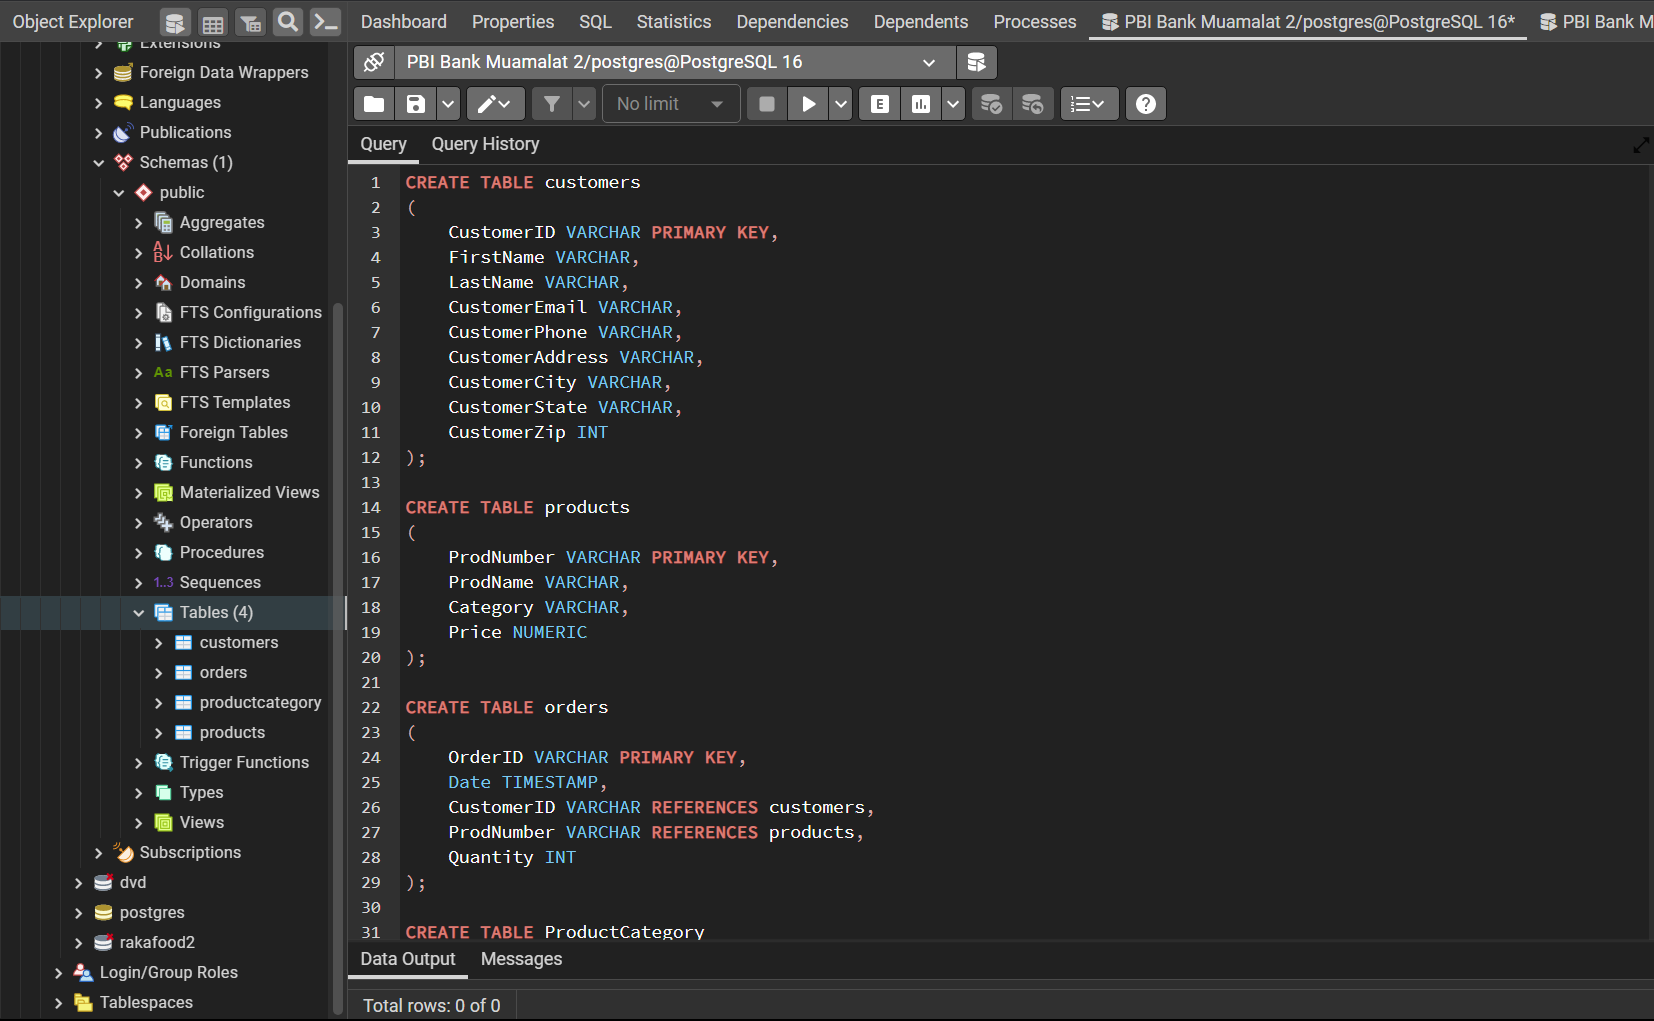 Object Explorer
Dashboard Properties SQL Statistics Dependencies Dependents Processes PBI Bank Muamalat 2/postgres@PostgreSQL 16* PBI Bank M
Extensions
Foreign Data Wrappers
Languages
Publications
Schemas (1)
public
Aggregates
Collations
Domains
FTS Configurations
FTS Dictionaries
Aa FTS Parsers
FTS Templates
Foreign Tables
Functions
Materialized Views
Operators
Procedures
1..3 Sequences
Tables (4)
customers
orders
productcategory
products
Trigger Functions
Types
Views
Subscriptions
dvd
postgres
rakafood2
Login/Group Roles
Tablespaces
PBI Bank Muamalat 2/postgres@PostgreSQL 16
No limit
E
?
Query Query History
1 CREATE TABLE customers
2 (
3 CustomerID VARCHAR PRIMARY KEY,
4 FirstName VARCHAR,
5 LastName VARCHAR,
6 CustomerEmail VARCHAR,
7 CustomerPhone VARCHAR,
8 CustomerAddress VARCHAR,
9 CustomerCity VARCHAR,
10 CustomerState VARCHAR,
11 CustomerZip INT
12 );
13
14 CREATE TABLE products
15 (
16 ProdNumber VARCHAR PRIMARY KEY,
17 ProdName VARCHAR,
18 Category VARCHAR,
19 Price NUMERIC
20 );
21
22 CREATE TABLE orders
23 (
24 OrderID VARCHAR PRIMARY KEY,
25 Date TIMESTAMP,
26 CustomerID VARCHAR REFERENCES customers,
27 ProdNumber VARCHAR REFERENCES products,
28 Quantity INT
29 );
30
31 CREATE TABLE ProductCategory
Data Output Messages
Total rows: 0 of 0